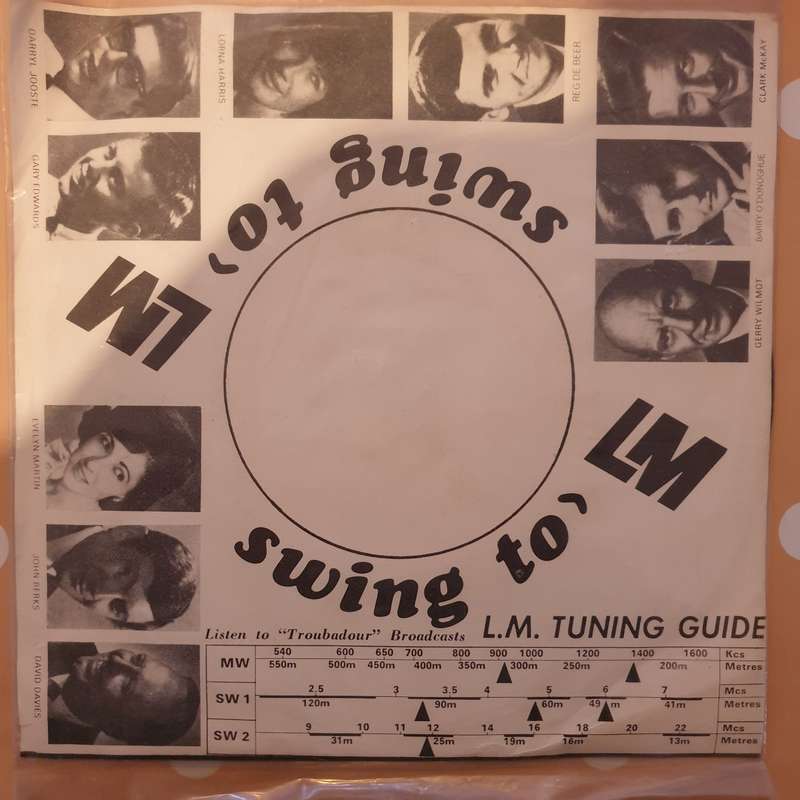 DARRYL JOOSTE
LORNA HARRIS
REG DE BEER
CLARK McKAY
GARY EDWARDS
BARRY O'DONOGHUE
GERRY WILMOT
swing to'
LM
LM
swing to'
EVELYN MARTIN
JOHN BERKS
DAVID DAVIES
Listen to "Troubadour" Broadcasts
L.M. TUNING GUIDE
MW 540 600 650 700 800 900 1000 1200 1400 1600 Kcs
550m 500m 450m 400m 350m 300m 250m 200m Metres
SW 1 2.5 3 3.5 4 5 6 7 Mcs
120m 90m 60m 49m 41m Metres
SW 2 9 10 11 12 14 16 18 20 22 Mcs
31m 25m 19m 16m 13m Metres